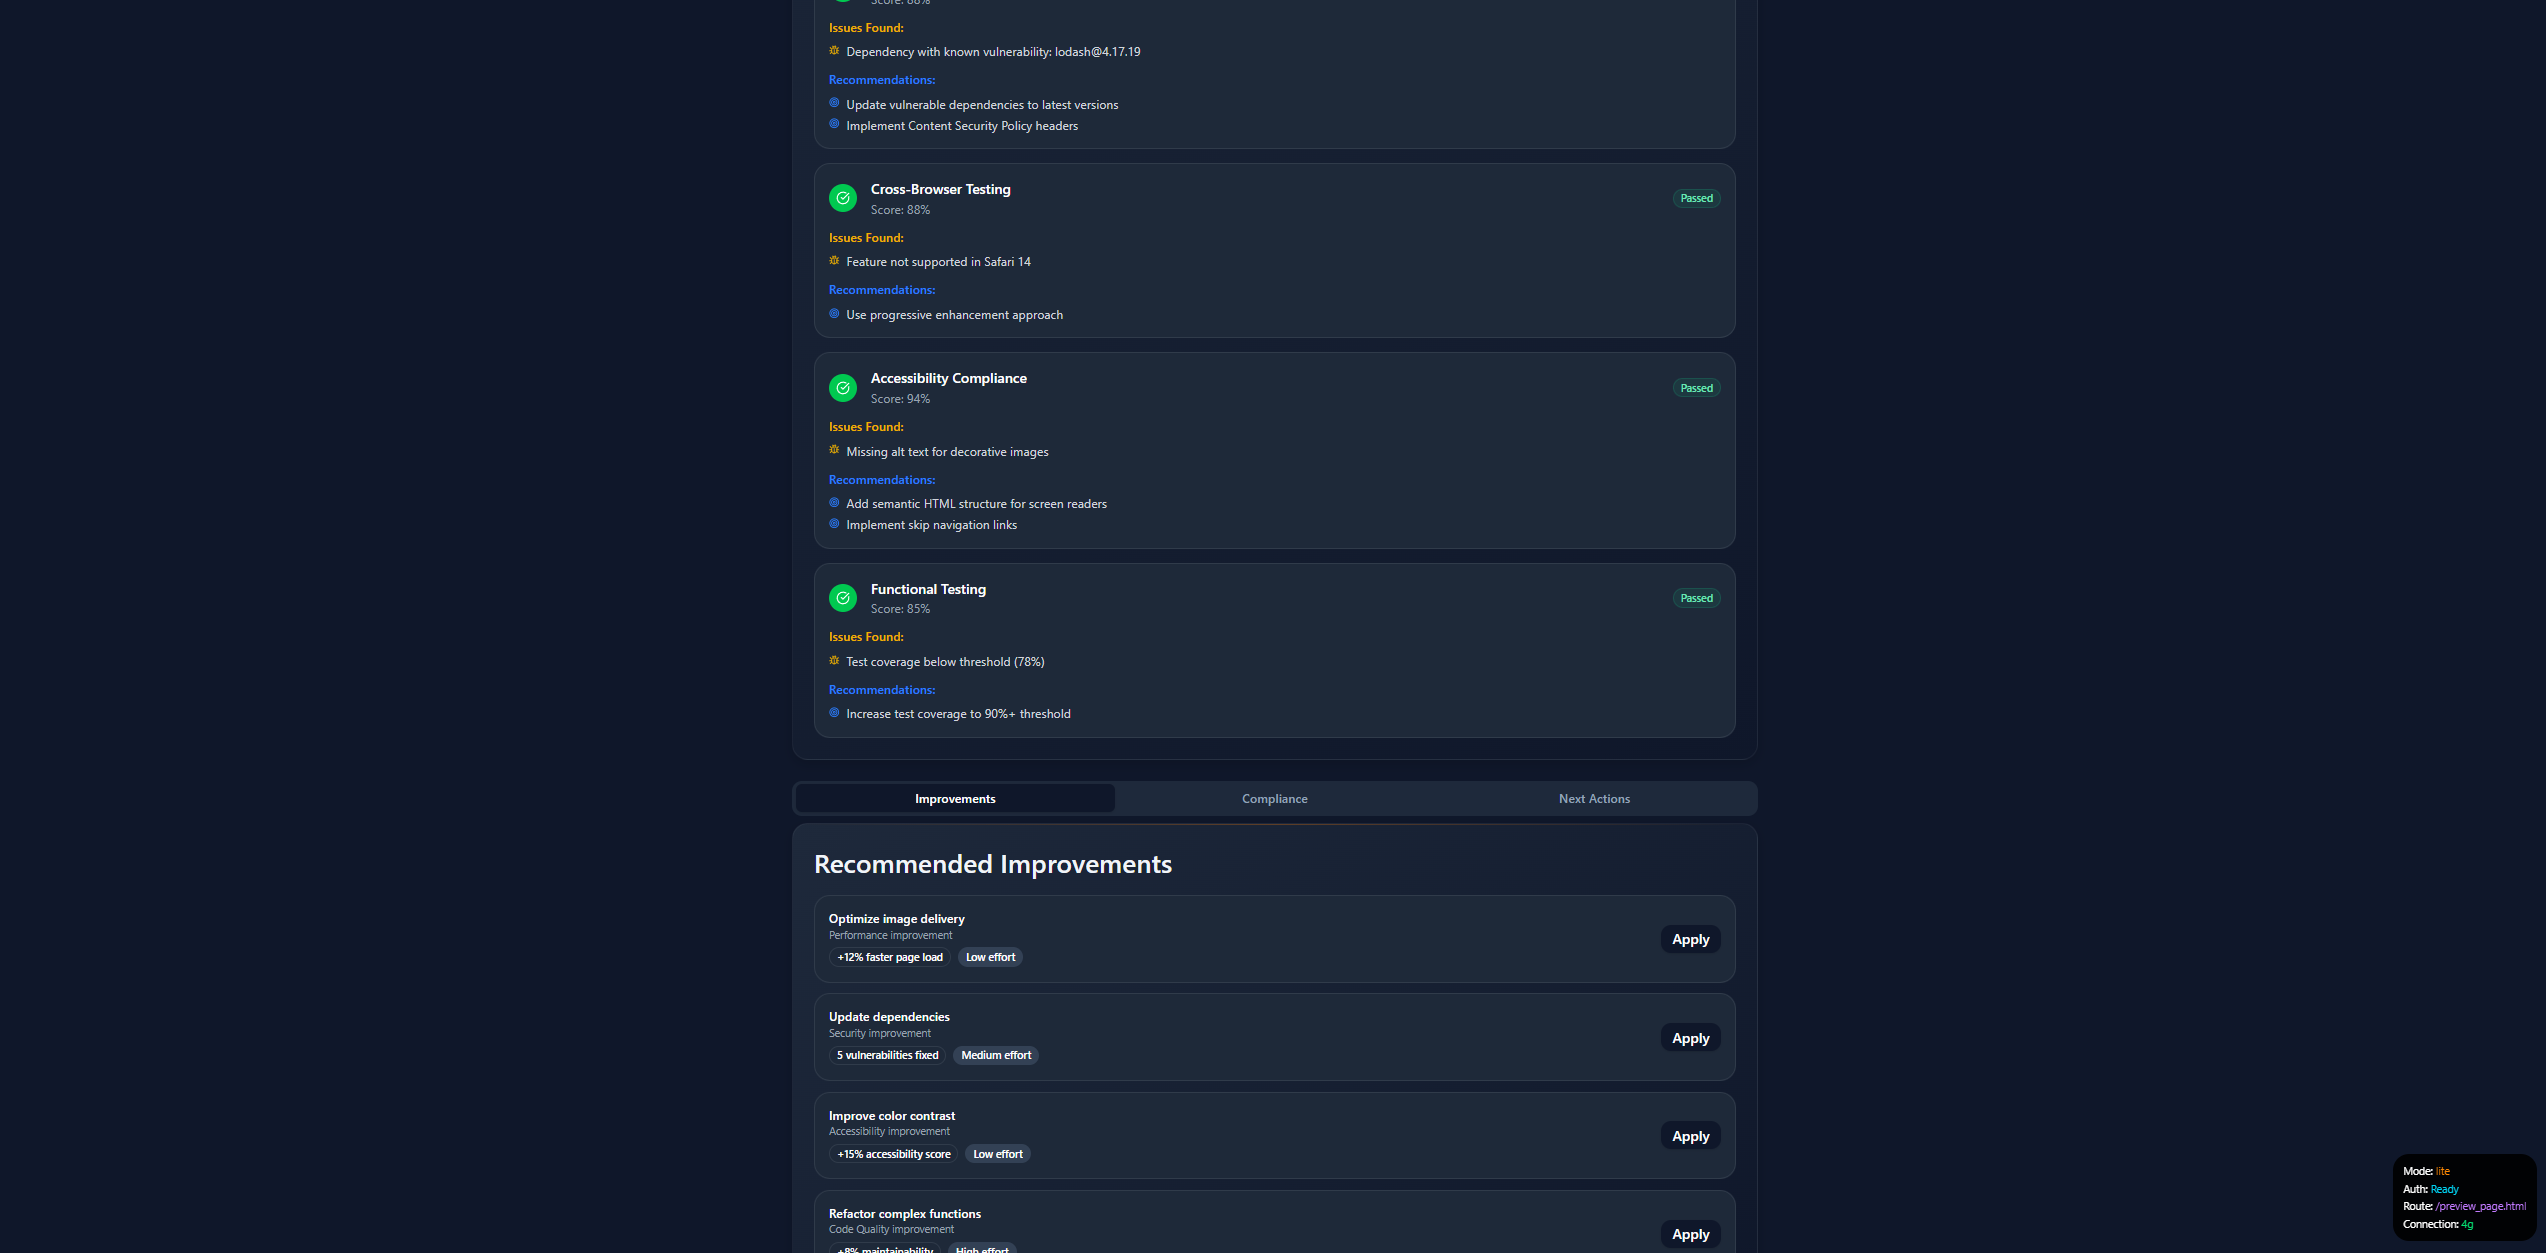 Score: 88%
Issues Found:
Dependency with known vulnerability: lodash@4.17.19
Recommendations:
Update vulnerable dependencies to latest versions
Implement Content Security Policy headers
Cross-Browser Testing
Score: 88%
Passed
Issues Found:
Feature not supported in Safari 14
Recommendations:
Use progressive enhancement approach
Accessibility Compliance
Score: 94%
Passed
Issues Found:
Missing alt text for decorative images
Recommendations:
Add semantic HTML structure for screen readers
Implement skip navigation links
Functional Testing
Score: 85%
Passed
Issues Found:
Test coverage below threshold (78%)
Recommendations:
Increase test coverage to 90%+ threshold
Improvements
Compliance
Next Actions
Recommended Improvements
Optimize image delivery
Performance improvement
+12% faster page load
Low effort
Apply
Update dependencies
Security improvement
5 vulnerabilities fixed
Medium effort
Apply
Improve color contrast
Accessibility improvement
+15% accessibility score
Low effort
Apply
Refactor complex functions
Code Quality improvement
+8% maintainability
High effort
Apply
Mode: lite
Auth: Ready
Route: /preview_page.html
Connection: 4g